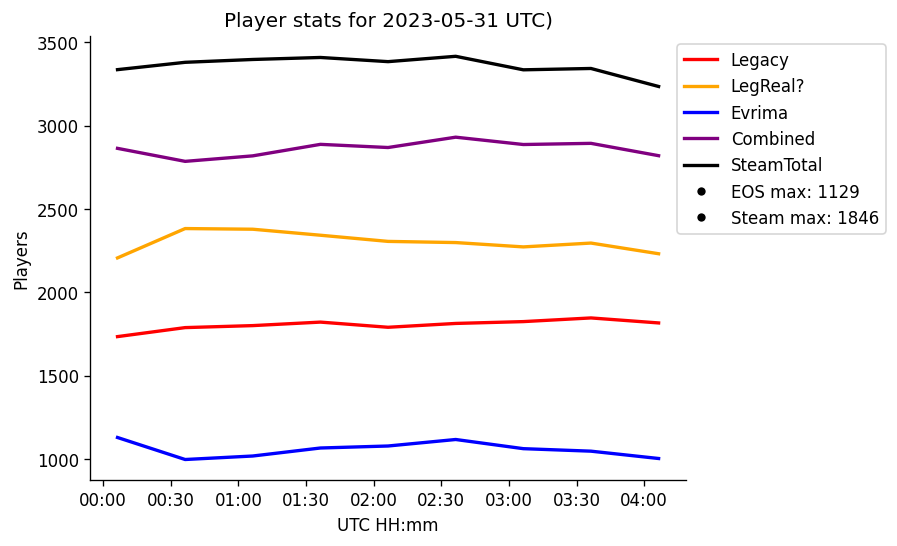 Player stats for 2023-05-31 UTC)
3500
3000
2500
2000
1500
1000
Players
00:00 00:30 01:00 01:30 02:00 02:30 03:00 03:30 04:00
UTC HH:mm
Legacy
LegReal?
Evrima
Combined
SteamTotal
EOS max: 1129
Steam max: 1846